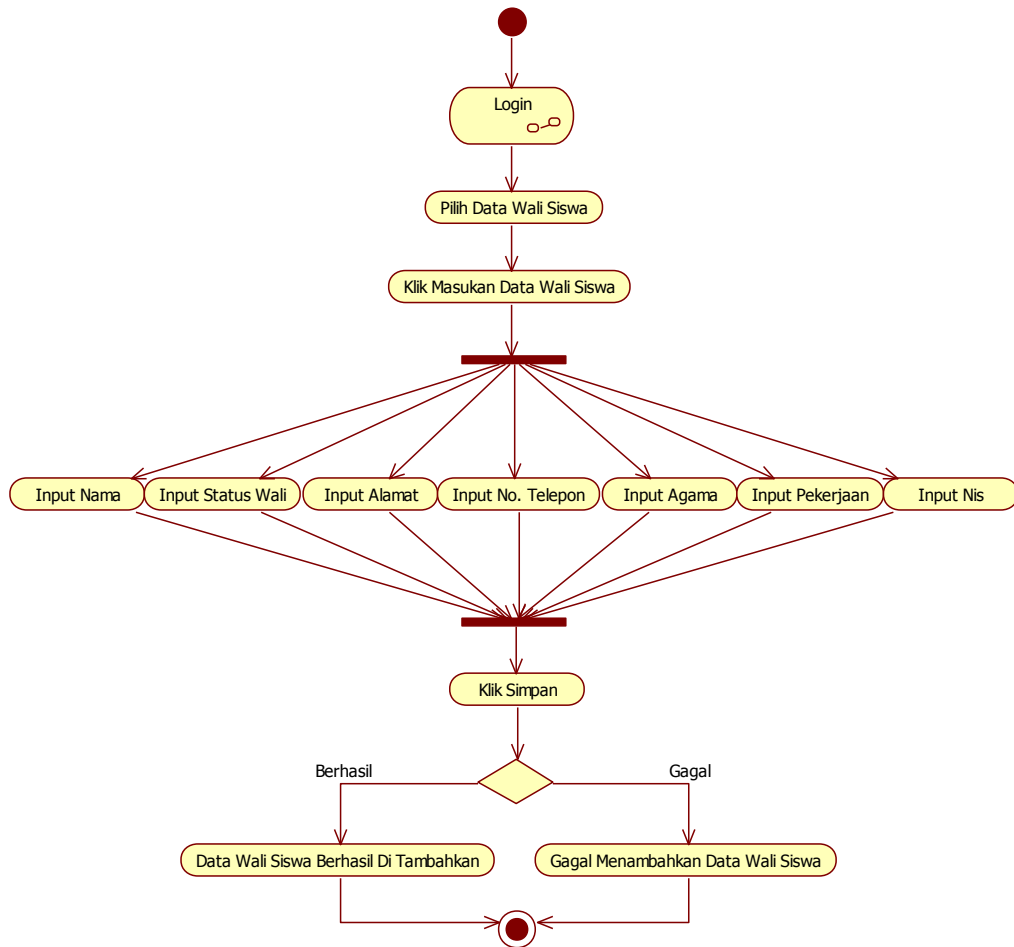 Login
Pilih Data Wali Siswa
Klik Masukan Data Wali Siswa
Input Nama
Input Status Wali
Input Alamat
Input No. Telepon
Input Agama
Input Pekerjaan
Input Nis
Klik Simpan
Berhasil
Gagal
Data Wali Siswa Berhasil Di Tambahkan
Gagal Menambahkan Data Wali Siswa